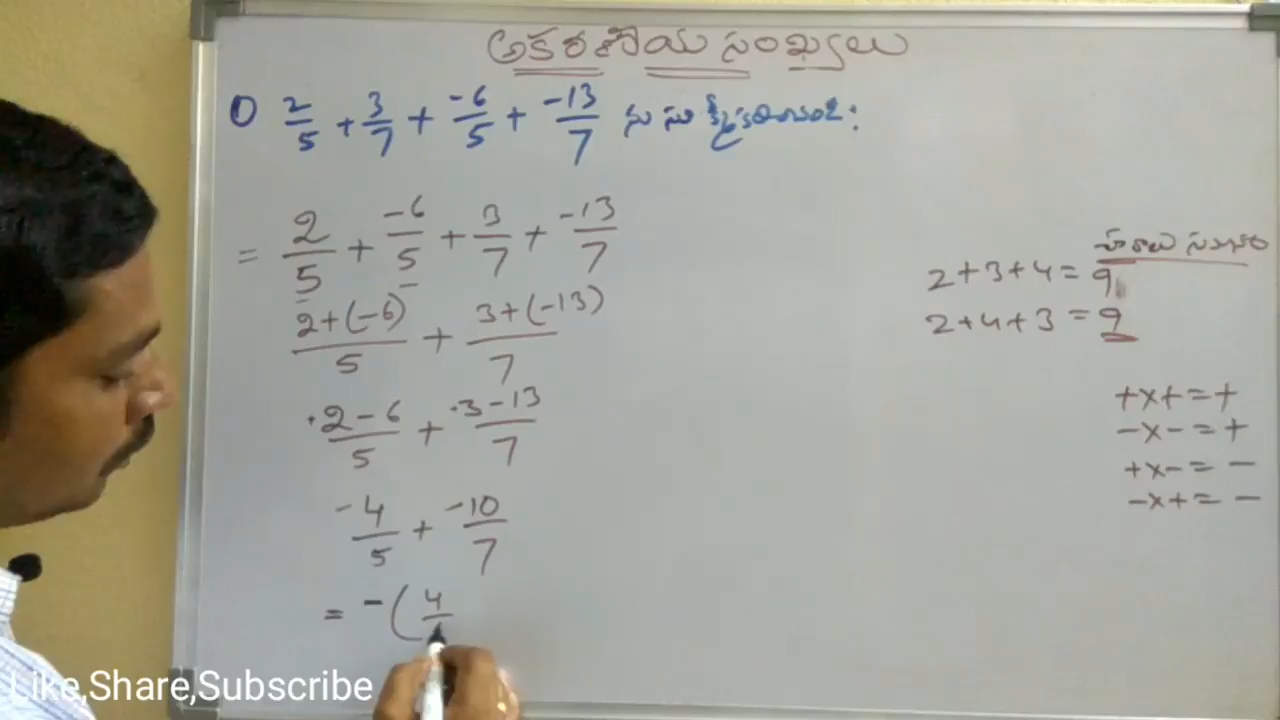 అకరణీయ సంఖ్యలు
1) 2/5 + 3/7 + -6/5 + -13/7 ను సూక్ష్మీకరించండి:
= 2/5 + -6/5 + 3/7 + -13/7
2+(-6)/5 + 3+(-13)/7
2-6/5 + 3-13/7
-4/5 + -10/7
= -(4/
2+3+4=9
2+4+3=9
+x+=+
-x-=+
+x-=-
-x+=-
Like,Share,Subscribe